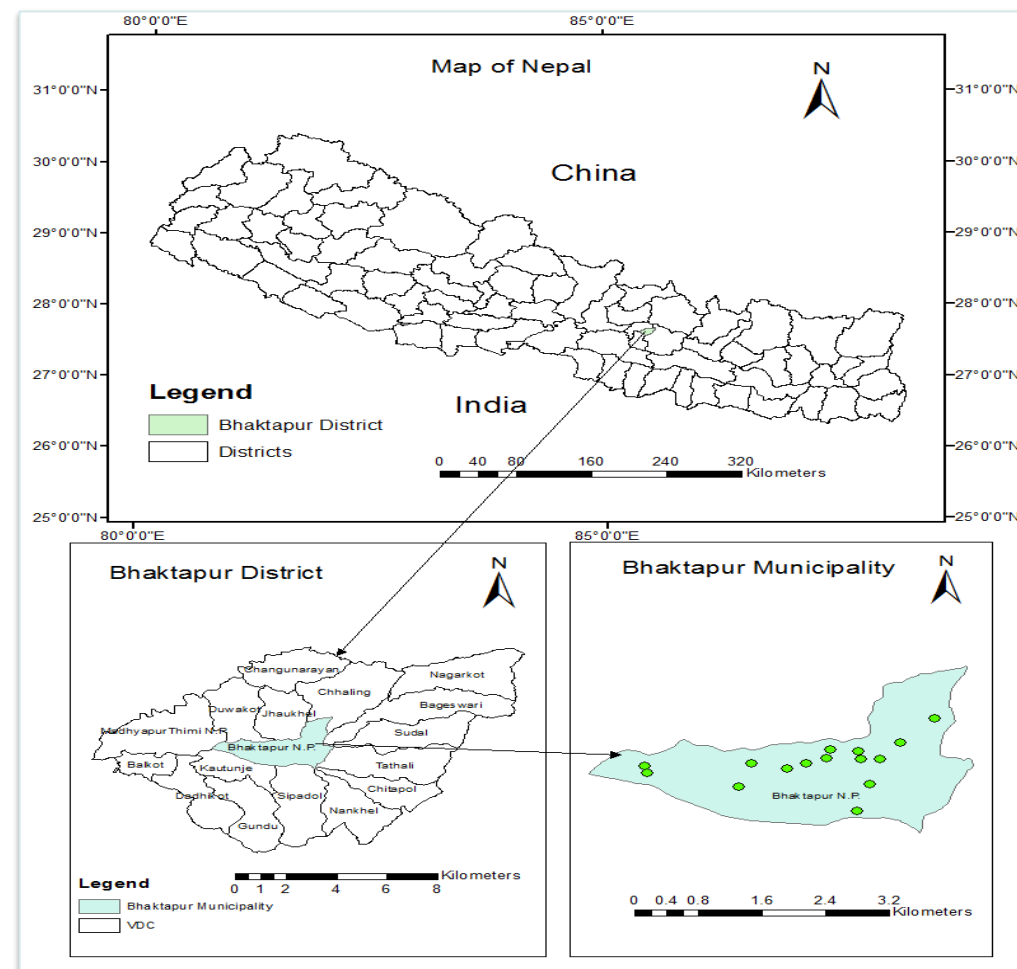 80°0'0"E 85°0'0"E
Map of Nepal
N
31°0'0"N 31°0'0"N
China
30°0'0"N 30°0'0"N
29°0'0"N 29°0'0"N
28°0'0"N 28°0'0"N
27°0'0"N 27°0'0"N
Legend
India
Bhaktapur District
Districts
26°0'0"N 26°0'0"N
0 40 80 160 240 320
Kilometers
25°0'0"N 25°0'0"N
80°0'0"E 85°0'0"E
Bhaktapur District
N
Changunarayan
Nagarkot
Chhaling
Bageswari
Duwakot
Jhaukhel
Madhyapur Thimi N.P.
Sudal
Bhaktapur N.P.
Balkot
Kautunje
Tathali
Chitapol
Dadhikot
Sipadol
Nankhel
Gundu
Kilometers
0 1 2 4 6 8
Legend
Bhaktapur Municipality
VDC
Bhaktapur Municipality
N
Bhaktapur N.P.
0 0.4 0.8 1.6 2.4 3.2
Kilometers